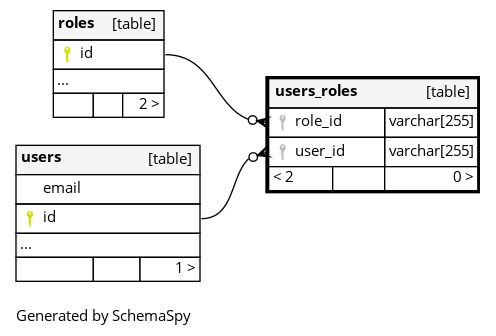 roles [table]
id
...
2 >
users_roles [table]
role_id varchar[255]
user_id varchar[255]
< 2 0 >
users [table]
email
id
...
1 >
Generated by SchemaSpy